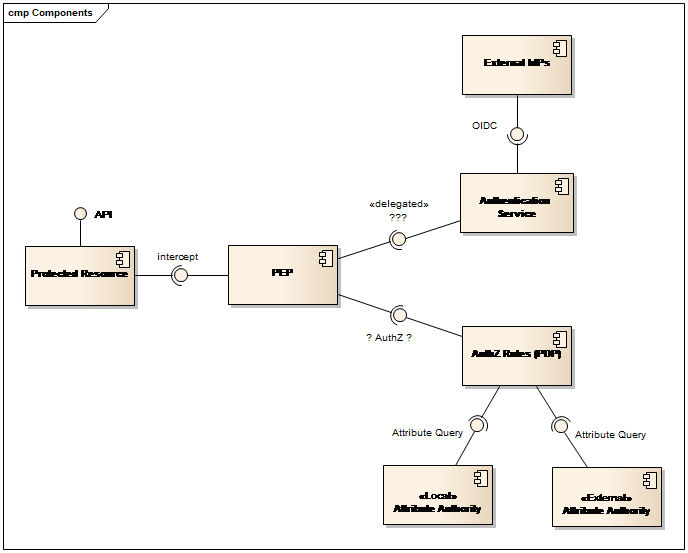 cmp Components
External IdPs
OIDC
Authentication
Service
«delegated»
???
API
Protected Resource
intercept
PEP
? AuthZ ?
AuthZ Rules (PDP)
Attribute Query
Attribute Query
«Local»
Attribute Authority
«External»
Attribute Authority